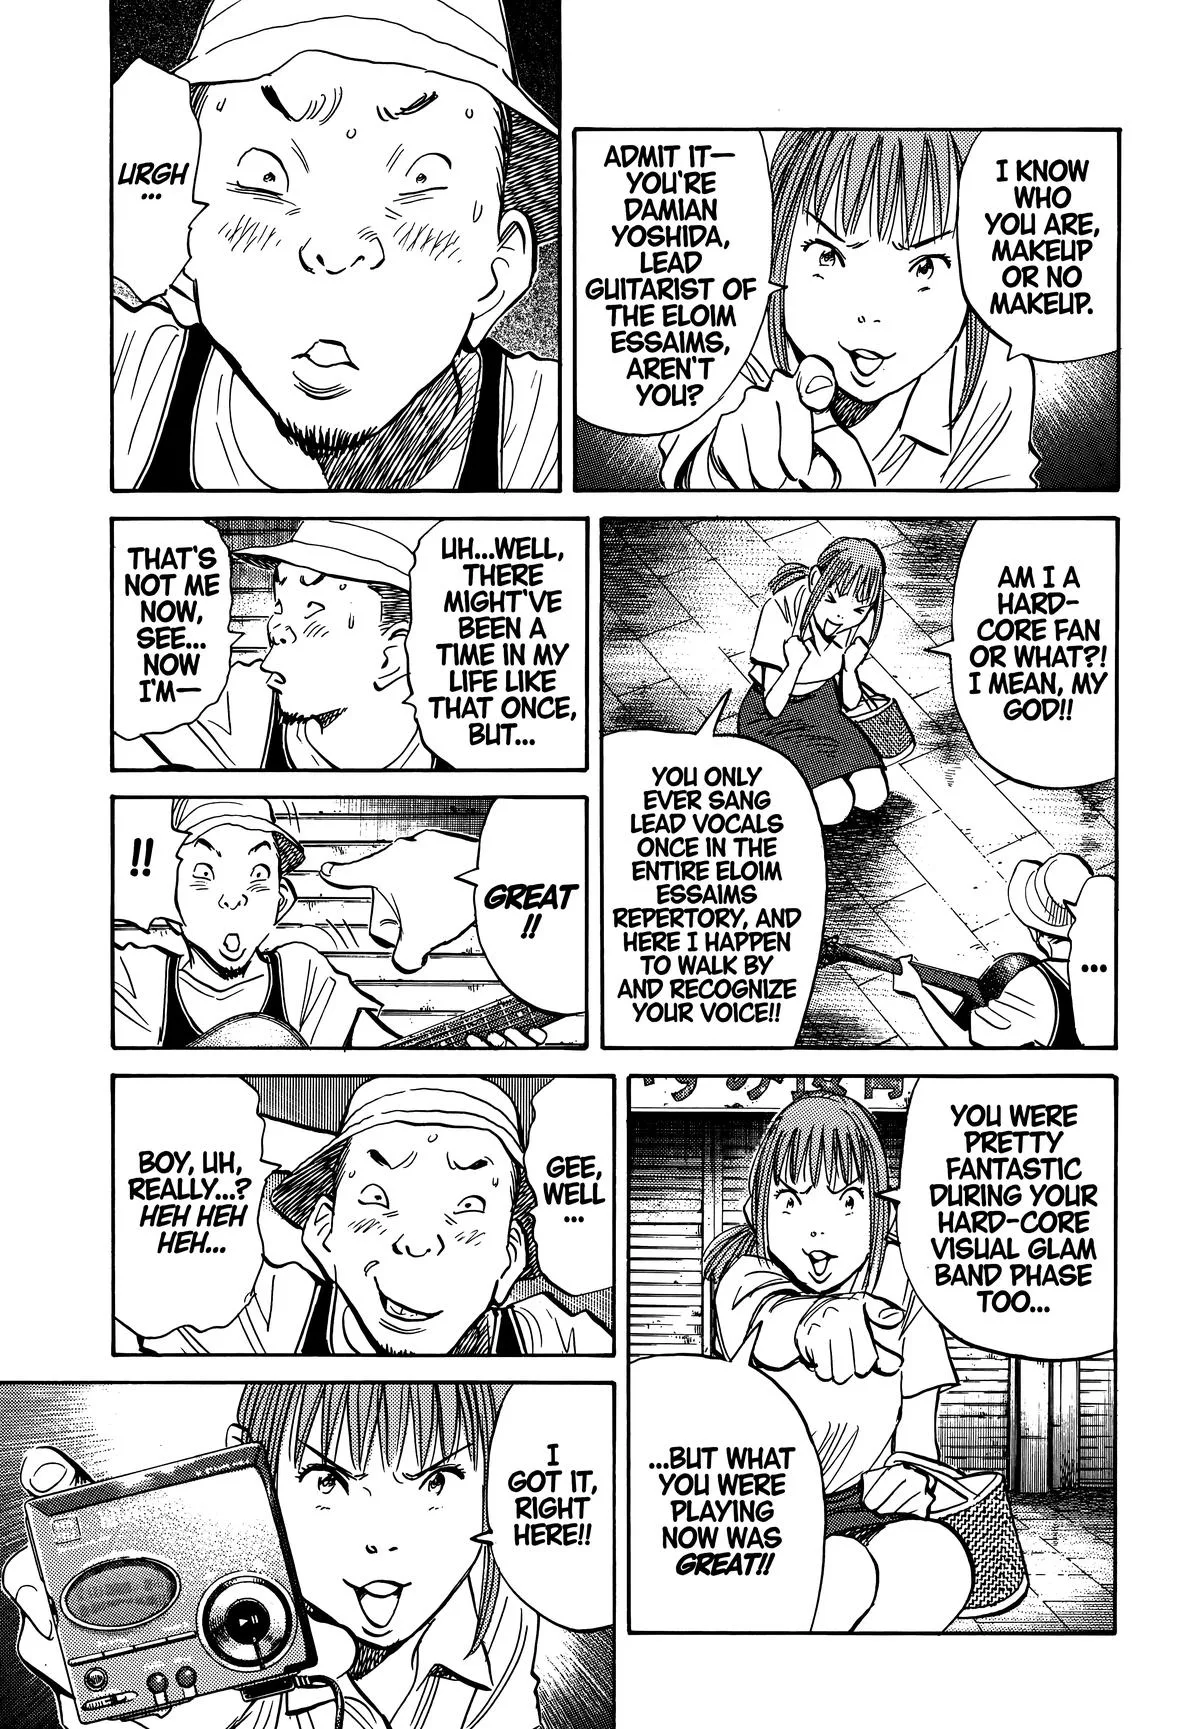 I KNOW
WHO
YOU ARE,
MAKEUP
OR NO
MAKEUP.
ADMIT IT—
YOU'RE
DAMIAN
YOSHIDA,
LEAD
GUITARIST OF
THE ELOIM
ESSAIMS,
AREN'T
YOU?
URGH
...
AM I A
HARD-
CORE FAN
OR WHAT?!
I MEAN, MY
GOD!!
YOU ONLY
EVER SANG
LEAD VOCALS
ONCE IN THE
ENTIRE ELOIM
ESSAIMS
REPERTORY, AND
HERE I HAPPEN
TO WALK BY
AND RECOGNIZE
YOUR VOICE!!
...
UH...WELL,
THERE
MIGHT'VE
BEEN A
TIME IN MY
LIFE LIKE
THAT ONCE,
BUT...
THAT'S
NOT ME
NOW,
SEE...
NOW
I'M—
GREAT
!!
!!
YOU WERE
PRETTY
FANTASTIC
DURING YOUR
HARD-CORE
VISUAL GLAM
BAND PHASE
TOO...
...BUT WHAT
YOU WERE
PLAYING
NOW WAS
GREAT!!
GEE,
WELL
...
BOY, UH,
REALLY...?
HEH HEH
HEH...
I
GOT IT,
RIGHT
HERE!!